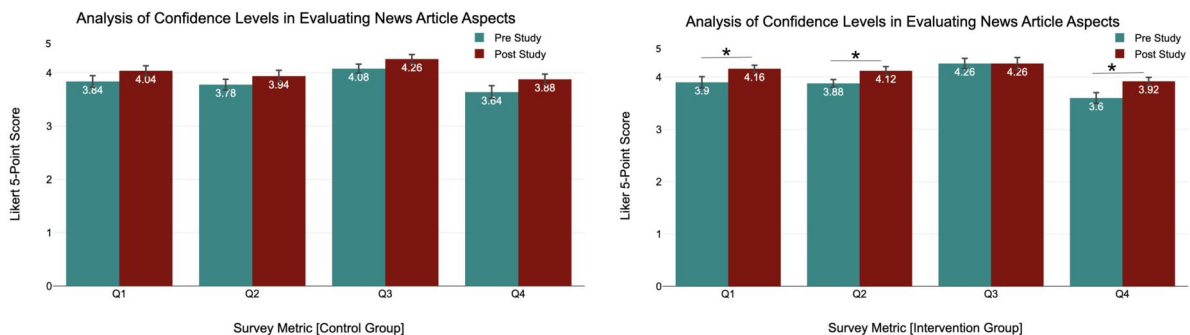 Analysis of Confidence Levels in Evaluating News Article Aspects
Pre Study
Post Study
Likert 5-Point Score
5
4
3
2
1
0
3.84
4.04
3.78
3.94
4.08
4.26
3.64
3.88
Q1
Q2
Q3
Q4
Survey Metric [Control Group]
Analysis of Confidence Levels in Evaluating News Article Aspects
Pre Study
Post Study
Liker 5-Point Score
5
4
3
2
1
0
*
*
*
3.9
4.16
3.88
4.12
4.26
4.26
3.6
3.92
Q1
Q2
Q3
Q4
Survey Metric [Intervention Group]